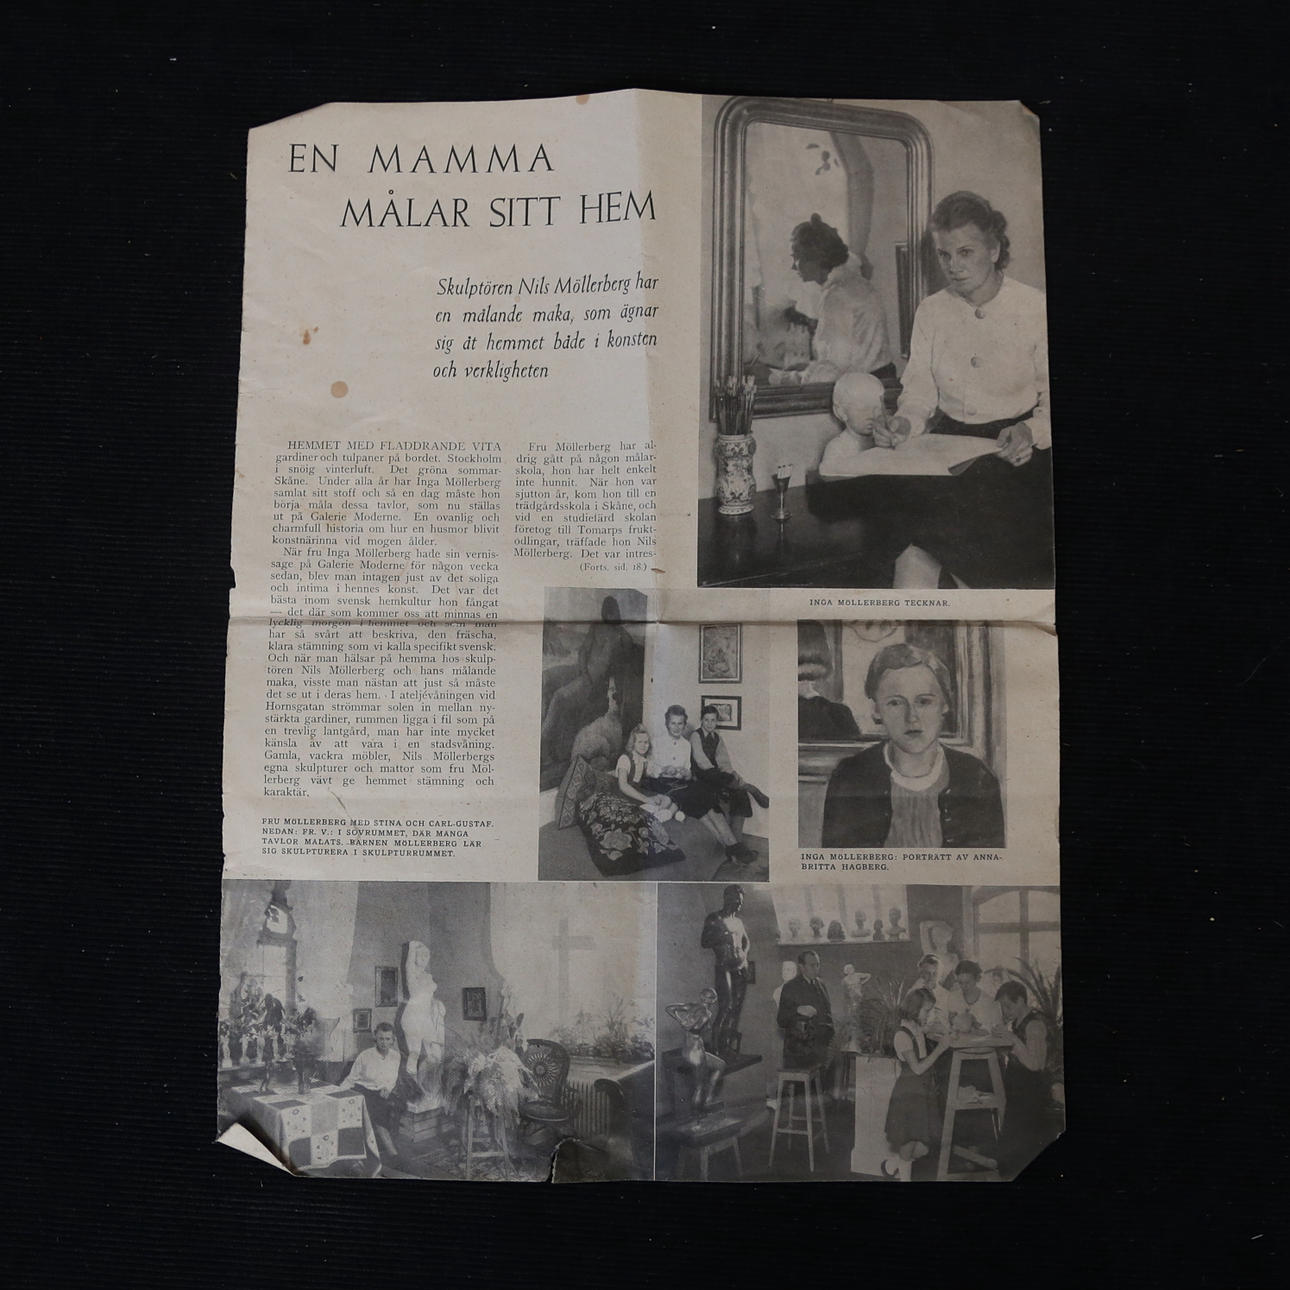 EN MAMMA
MÅLAR SITT HEM
Skulptören Nils Möllerberg har
en målande maka, som ägnar
sig åt hemmet både i konsten
och verkligheten
HEMMET MED FLADDRANDE VITA
gardiner och tulpaner på bordet. Stockholm
i snöig vinterluft. Det gröna sommar-
Skåne. Under alla år har Inga Möllerberg
samlat sitt stoff och så en dag måste hon
börja måla dessa tavlor, som nu ställas
ut på Galerie Moderne. En ovanlig och
charmfull historia om hur en husmor blivit
konstnärinna vid mogen ålder.
När fru Inga Möllerberg hade sin vernis-
sage på Galerie Moderne för någon vecka
sedan, blev man intagen just av det soliga
och intima i hennes konst. Det var det
bästa inom svensk hemkultur hon fångat
— det där som kommer oss att minnas en
lycklig morgon i hemmet och som man
har så svårt att beskriva, den fräscha,
klara stämning som vi kalla specifikt svensk.
Och när man hälsar på hemma hos skulp-
tören Nils Möllerberg och hans målande
maka, visste man nästan att just så måste
det se ut i deras hem. I ateljévåningen vid
Hornsgatan strömmar solen in mellan ny-
stärkta gardiner, rummen ligga i fil som på
en trevlig lantgård, man har inte mycket
känsla av att vara i en stadsvåning.
Gamla, vackra möbler, Nils Möllerbergs
egna skulpturer och mattor som fru Möl-
lerberg vävt ge hemmet stämning och
karaktär.
Fru Möllerberg har al-
drig gått på någon målar-
skola, hon har helt enkelt
inte hunnit. När hon var
sjutton år, kom hon till en
trädgårdsskola i Skåne, och
vid en studiefärd skolan
företog till Tomarps frukt-
odlingar, träffade hon Nils
Möllerberg. Det var intres-
(Forts. sid. 18.)
INGA MÖLLERBERG TECKNAR.
FRU MÖLLERBERG MED STINA OCH CARL-GUSTAF.
NEDAN: FR. V.: I SOVRUMMET, DÄR MÅNGA
TAVLOR MÅLATS. BARNEN MÖLLERBERG LÄR
SIG SKULPTURERA I SKULPTURRUMMET.
INGA MÖLLERBERG: PORTRÄTT AV ANNA-
BRITTA HAGBERG.